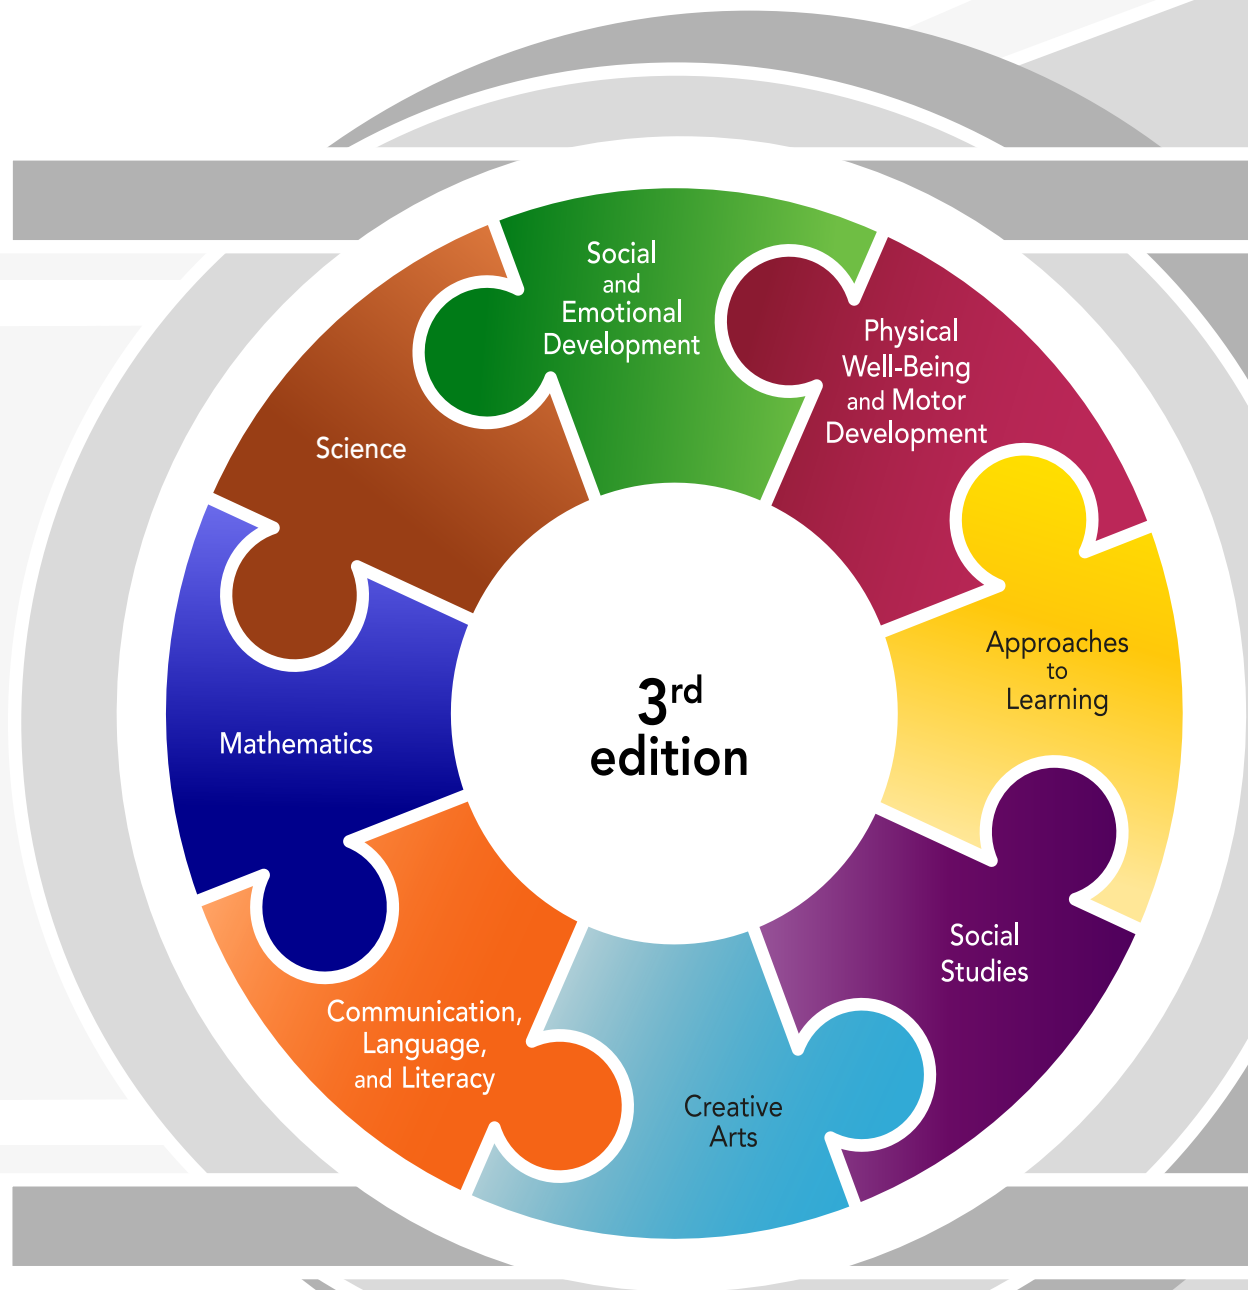 Social
and
Emotional
Development
Physical
Well-Being
and Motor
Development
Approaches
to
Learning
Social
Studies
Creative
Arts
Communication,
Language,
and Literacy
Mathematics
Science
3rd
edition